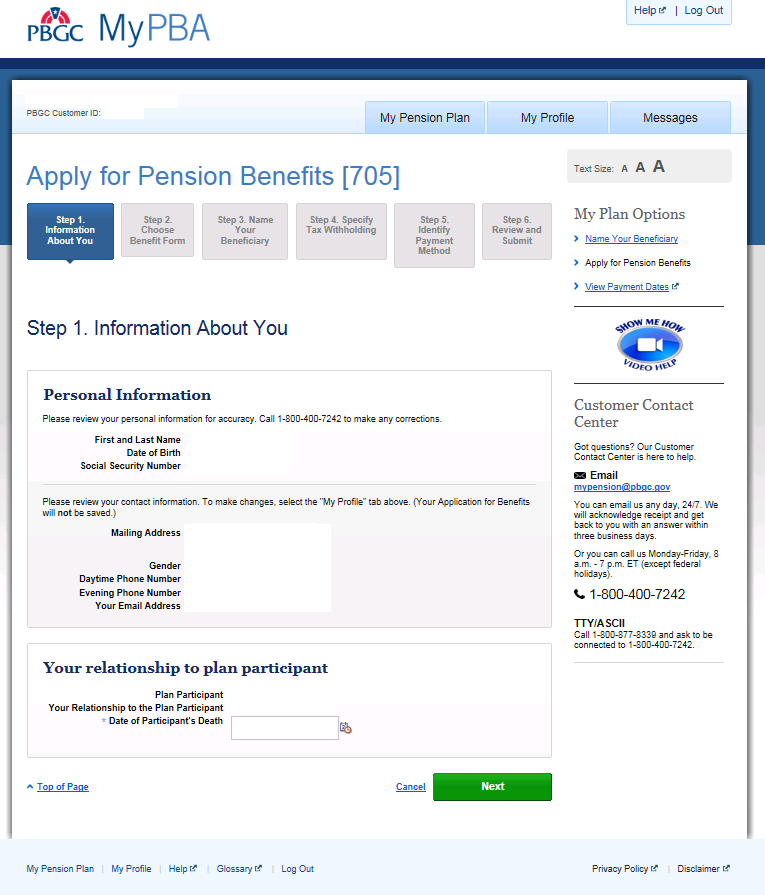 Help | Log Out
PBGC MyPBA
PBGC Customer ID:
My Pension Plan
My Profile
Messages
Apply for Pension Benefits [705]
Text Size: A A A
Step 1.
Information
About You
Step 2.
Choose
Benefit Form
Step 3. Name
Your
Beneficiary
Step 4. Specify
Tax Withholding
Step 5.
Identify
Payment
Method
Step 6.
Review and
Submit
Step 1. Information About You
Personal Information
Please review your personal information for accuracy. Call 1-800-400-7242 to make any corrections.
First and Last Name
Date of Birth
Social Security Number
Please review your contact information. To make changes, select the "My Profile" tab above. (Your Application for Benefits
will not be saved.)
Mailing Address
Gender
Daytime Phone Number
Evening Phone Number
Your Email Address
Your relationship to plan participant
Plan Participant
Your Relationship to the Plan Participant
* Date of Participant's Death
Top of Page
Cancel
Next
My Plan Options
Name Your Beneficiary
Apply for Pension Benefits
View Payment Dates
SHOW ME HOW
VIDEO HELP
Customer Contact
Center
Got questions? Our Customer
Contact Center is here to help.
Email
mypension@pbgc.gov
You can email us any day, 24/7. We
will acknowledge receipt and get
back to you with an answer within
three business days.
Or you can call us Monday-Friday, 8
a.m. - 7 p.m. ET (except federal
holidays).
1-800-400-7242
TTY/ASCII
Call 1-800-877-8339 and ask to be
connected to 1-800-400-7242.
My Pension Plan | My Profile | Help | Glossary | Log Out
Privacy Policy | Disclaimer